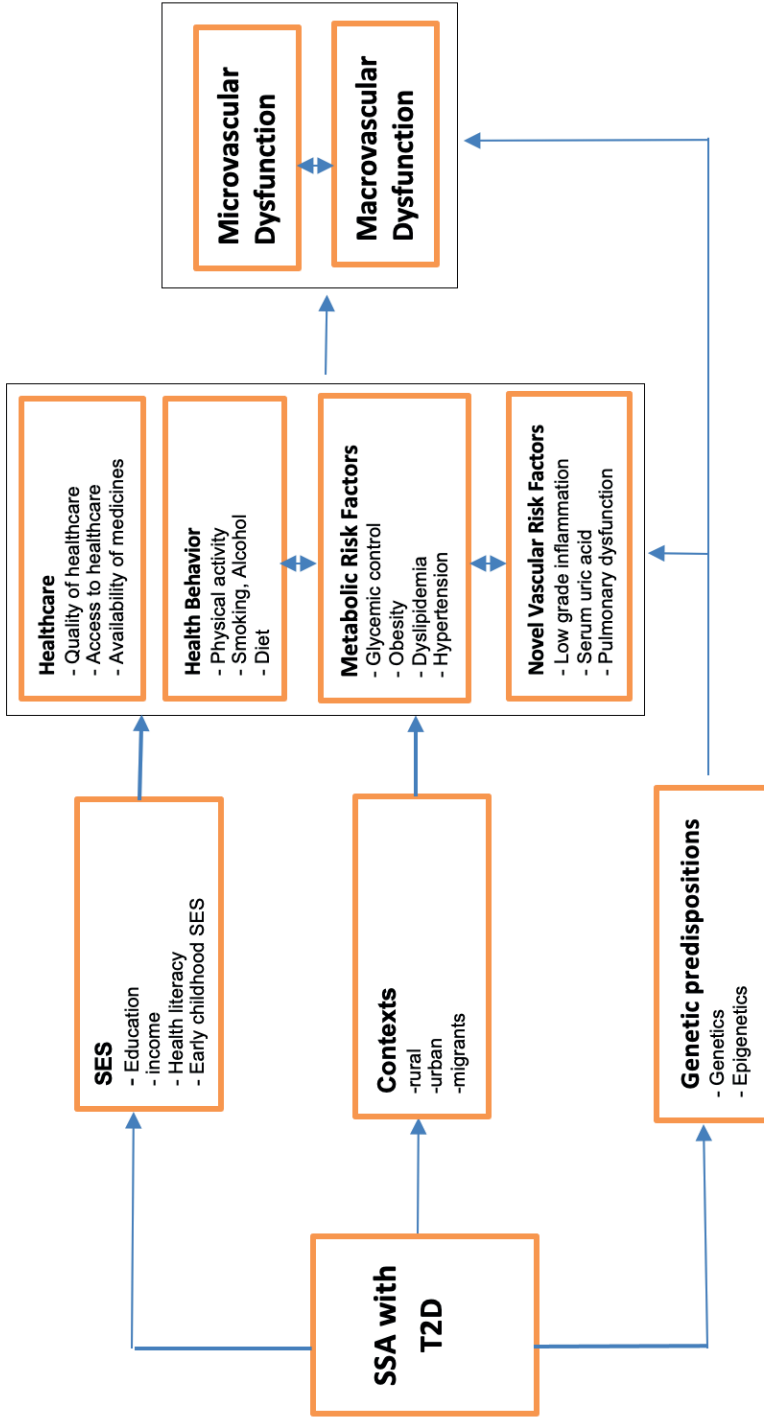 SSA with
T2D
SES
- Education
- income
- Health literacy
- Early childhood SES
Contexts
-rural
-urban
-migrants
Genetic predispositions
- Genetics
- Epigenetics
Healthcare
- Quality of healthcare
- Access to healthcare
- Availability of medicines
Health Behavior
- Physical activity
- Smoking, Alcohol
- Diet
Metabolic Risk Factors
- Glycemic control
- Obesity
- Dyslipidemia
- Hypertension
Novel Vascular Risk Factors
- Low grade inflammation
- Serum uric acid
- Pulmonary dysfunction
Microvascular
Dysfunction
Macrovascular
Dysfunction